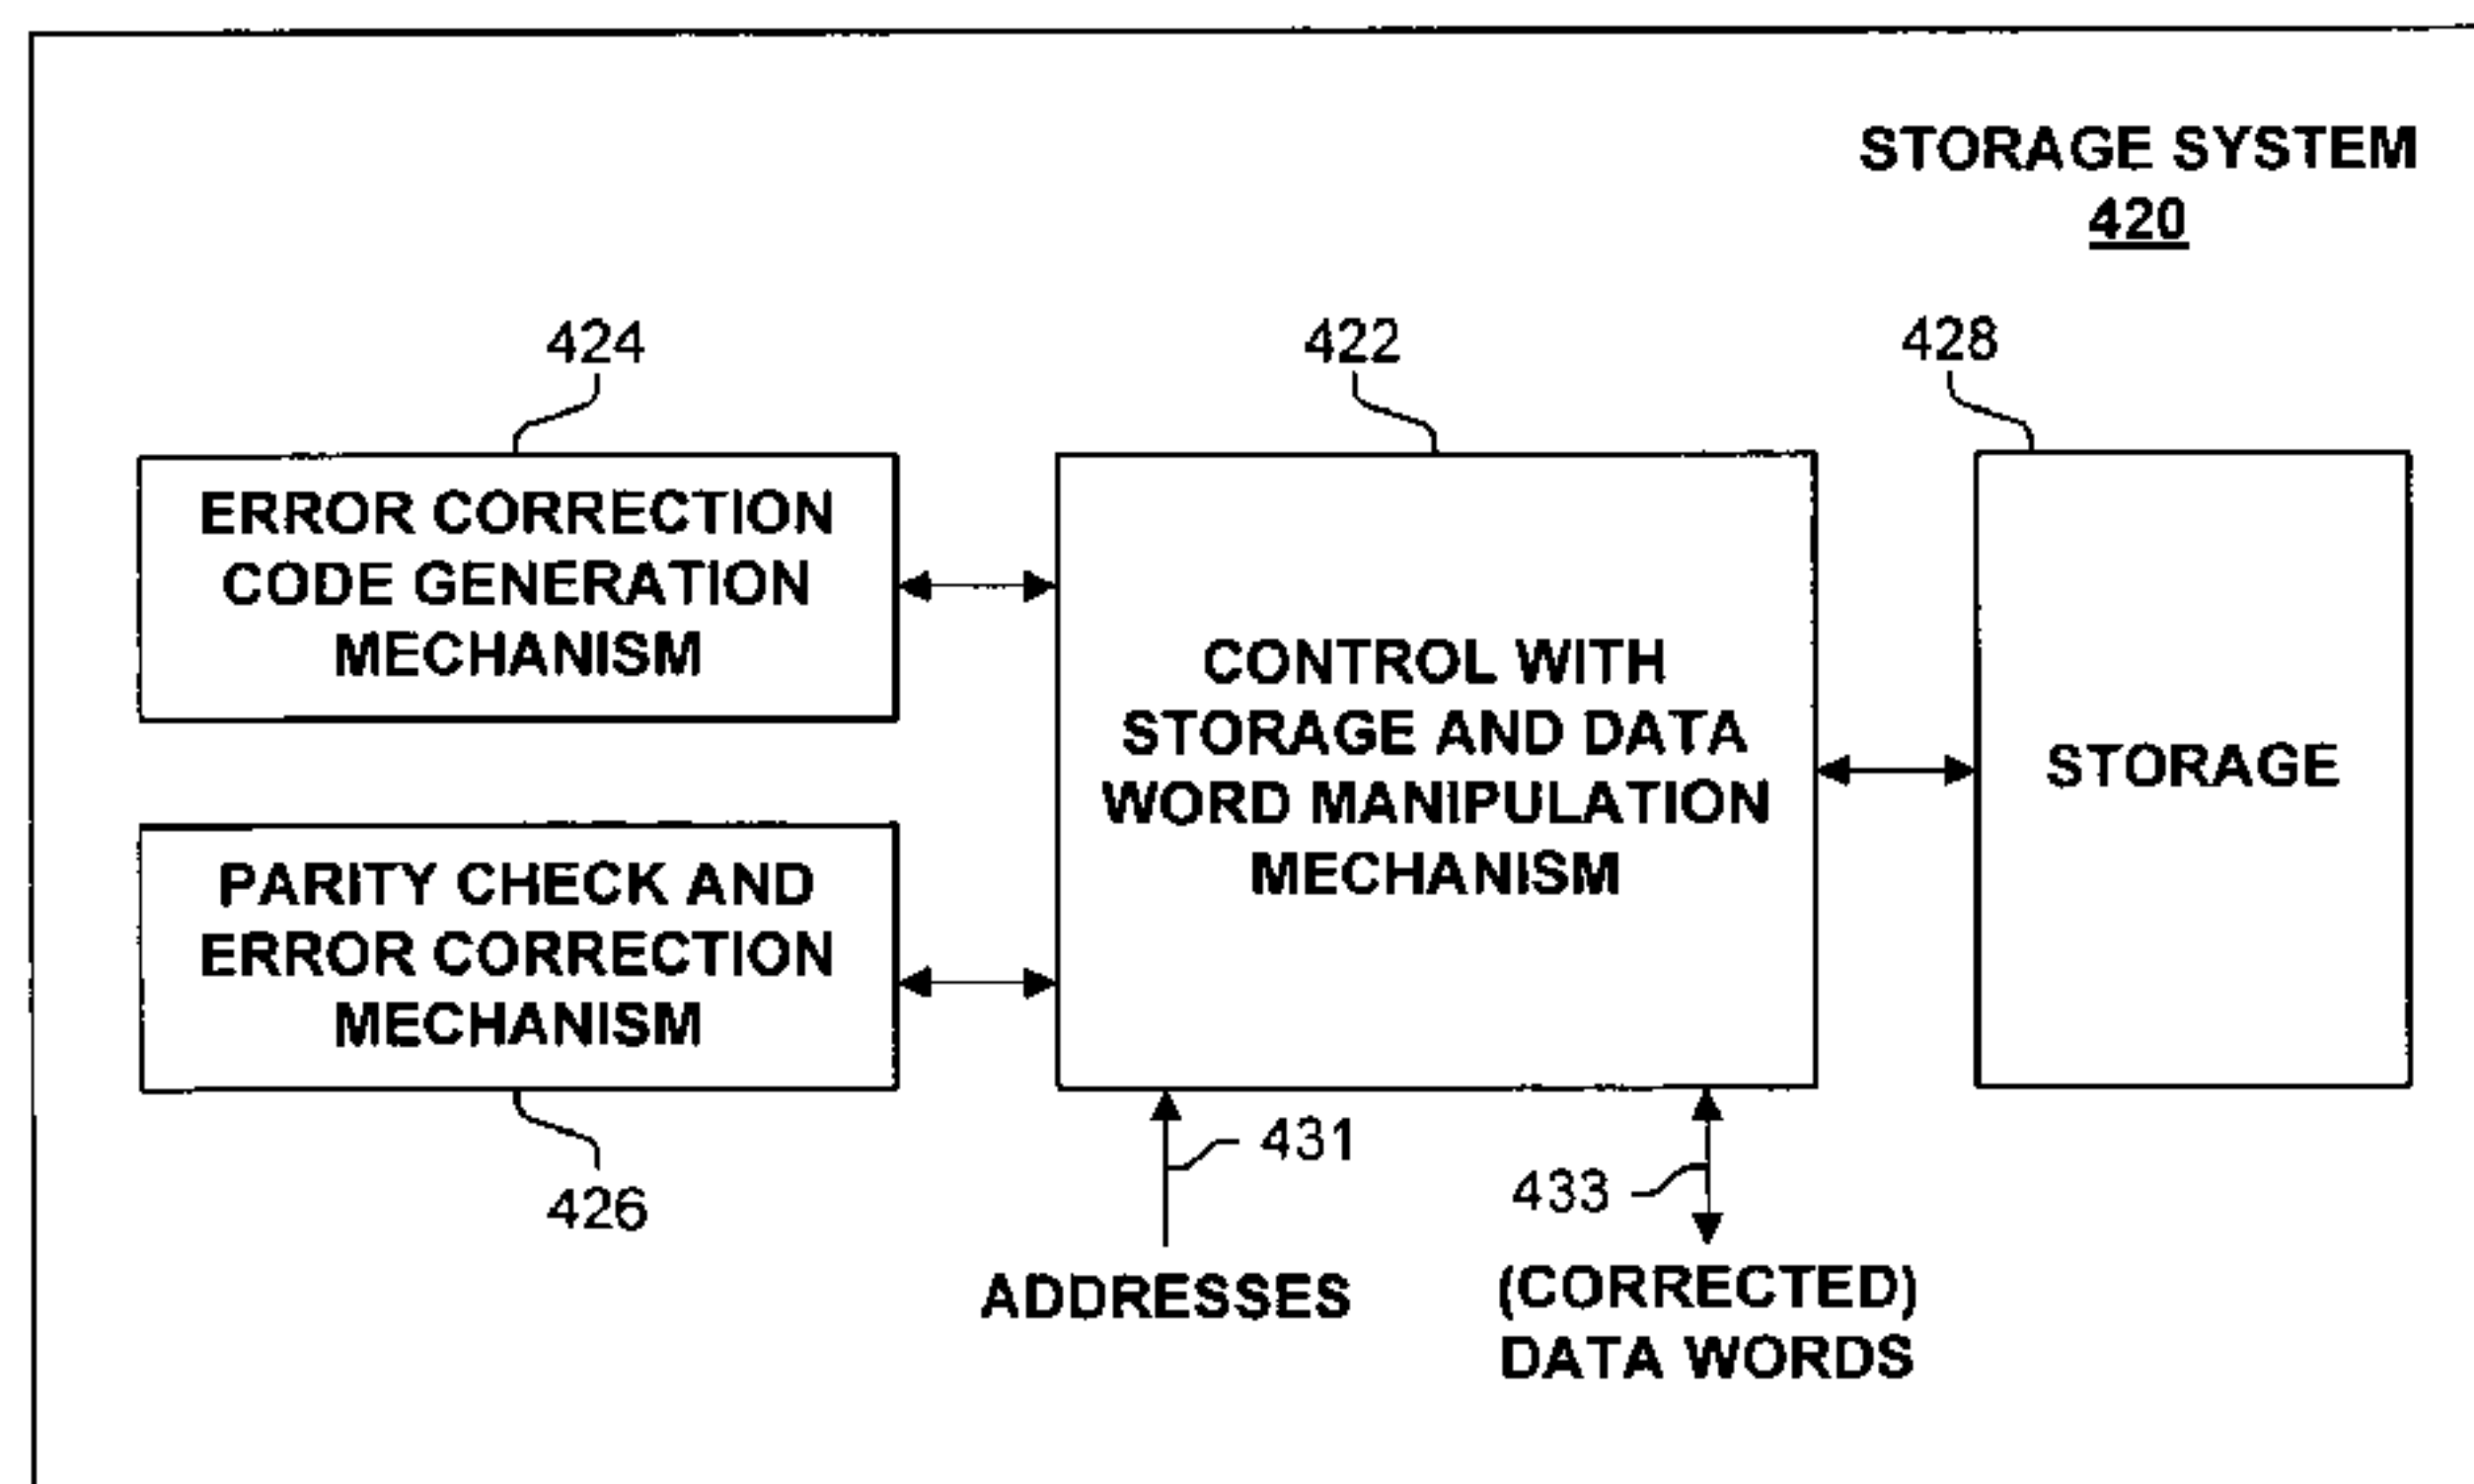 STORAGE SYSTEM
420
424
422
428
ERROR CORRECTION
CODE GENERATION
MECHANISM
CONTROL WITH
STORAGE AND DATA
WORD MANIPULATION
MECHANISM
STORAGE
PARITY CHECK AND
ERROR CORRECTION
MECHANISM
426
431
433
ADDRESSES
(CORRECTED)
DATA WORDS